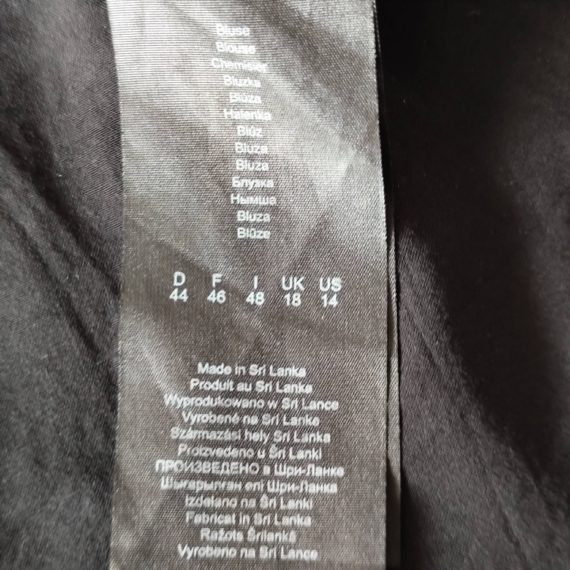 Bluse
Blouse
Chemisier
Bluzka
Blúza
Halenka
Blúz
Bluza
Bluza
Блузка
Нымша
Bluza
Blūze
D F I UK US
44 46 48 18 14
Made in Sri Lanka
Produit au Sri Lanka
Wyprodukowano w Sri Lance
Vyrobené na Srí Lanke
Származási hely Sri Lanka
Proizvedeno u Šri Lanki
ПРОИЗВЕДЕНО в Шри-Ланке
Шығарылған елі Шри-Ланка
Izdelano na Šri Lanki
Fabricat in Sri Lanka
Ražots Šrilankā
Vyrobeno na Srí Lance